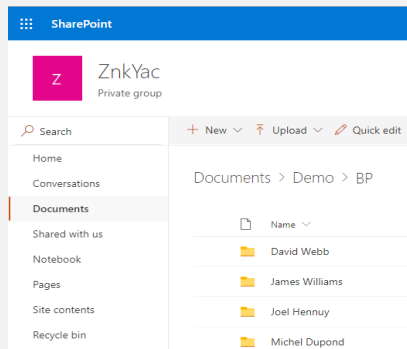 SharePoint
Z
ZnkYac
Private group
Search
+ New Upload Quick edit
Home
Conversations
Documents
Shared with us
Notebook
Pages
Site contents
Recycle bin
Documents > Demo > BP
Name
David Webb
James Williams
Joel Hennuy
Michel Dupond